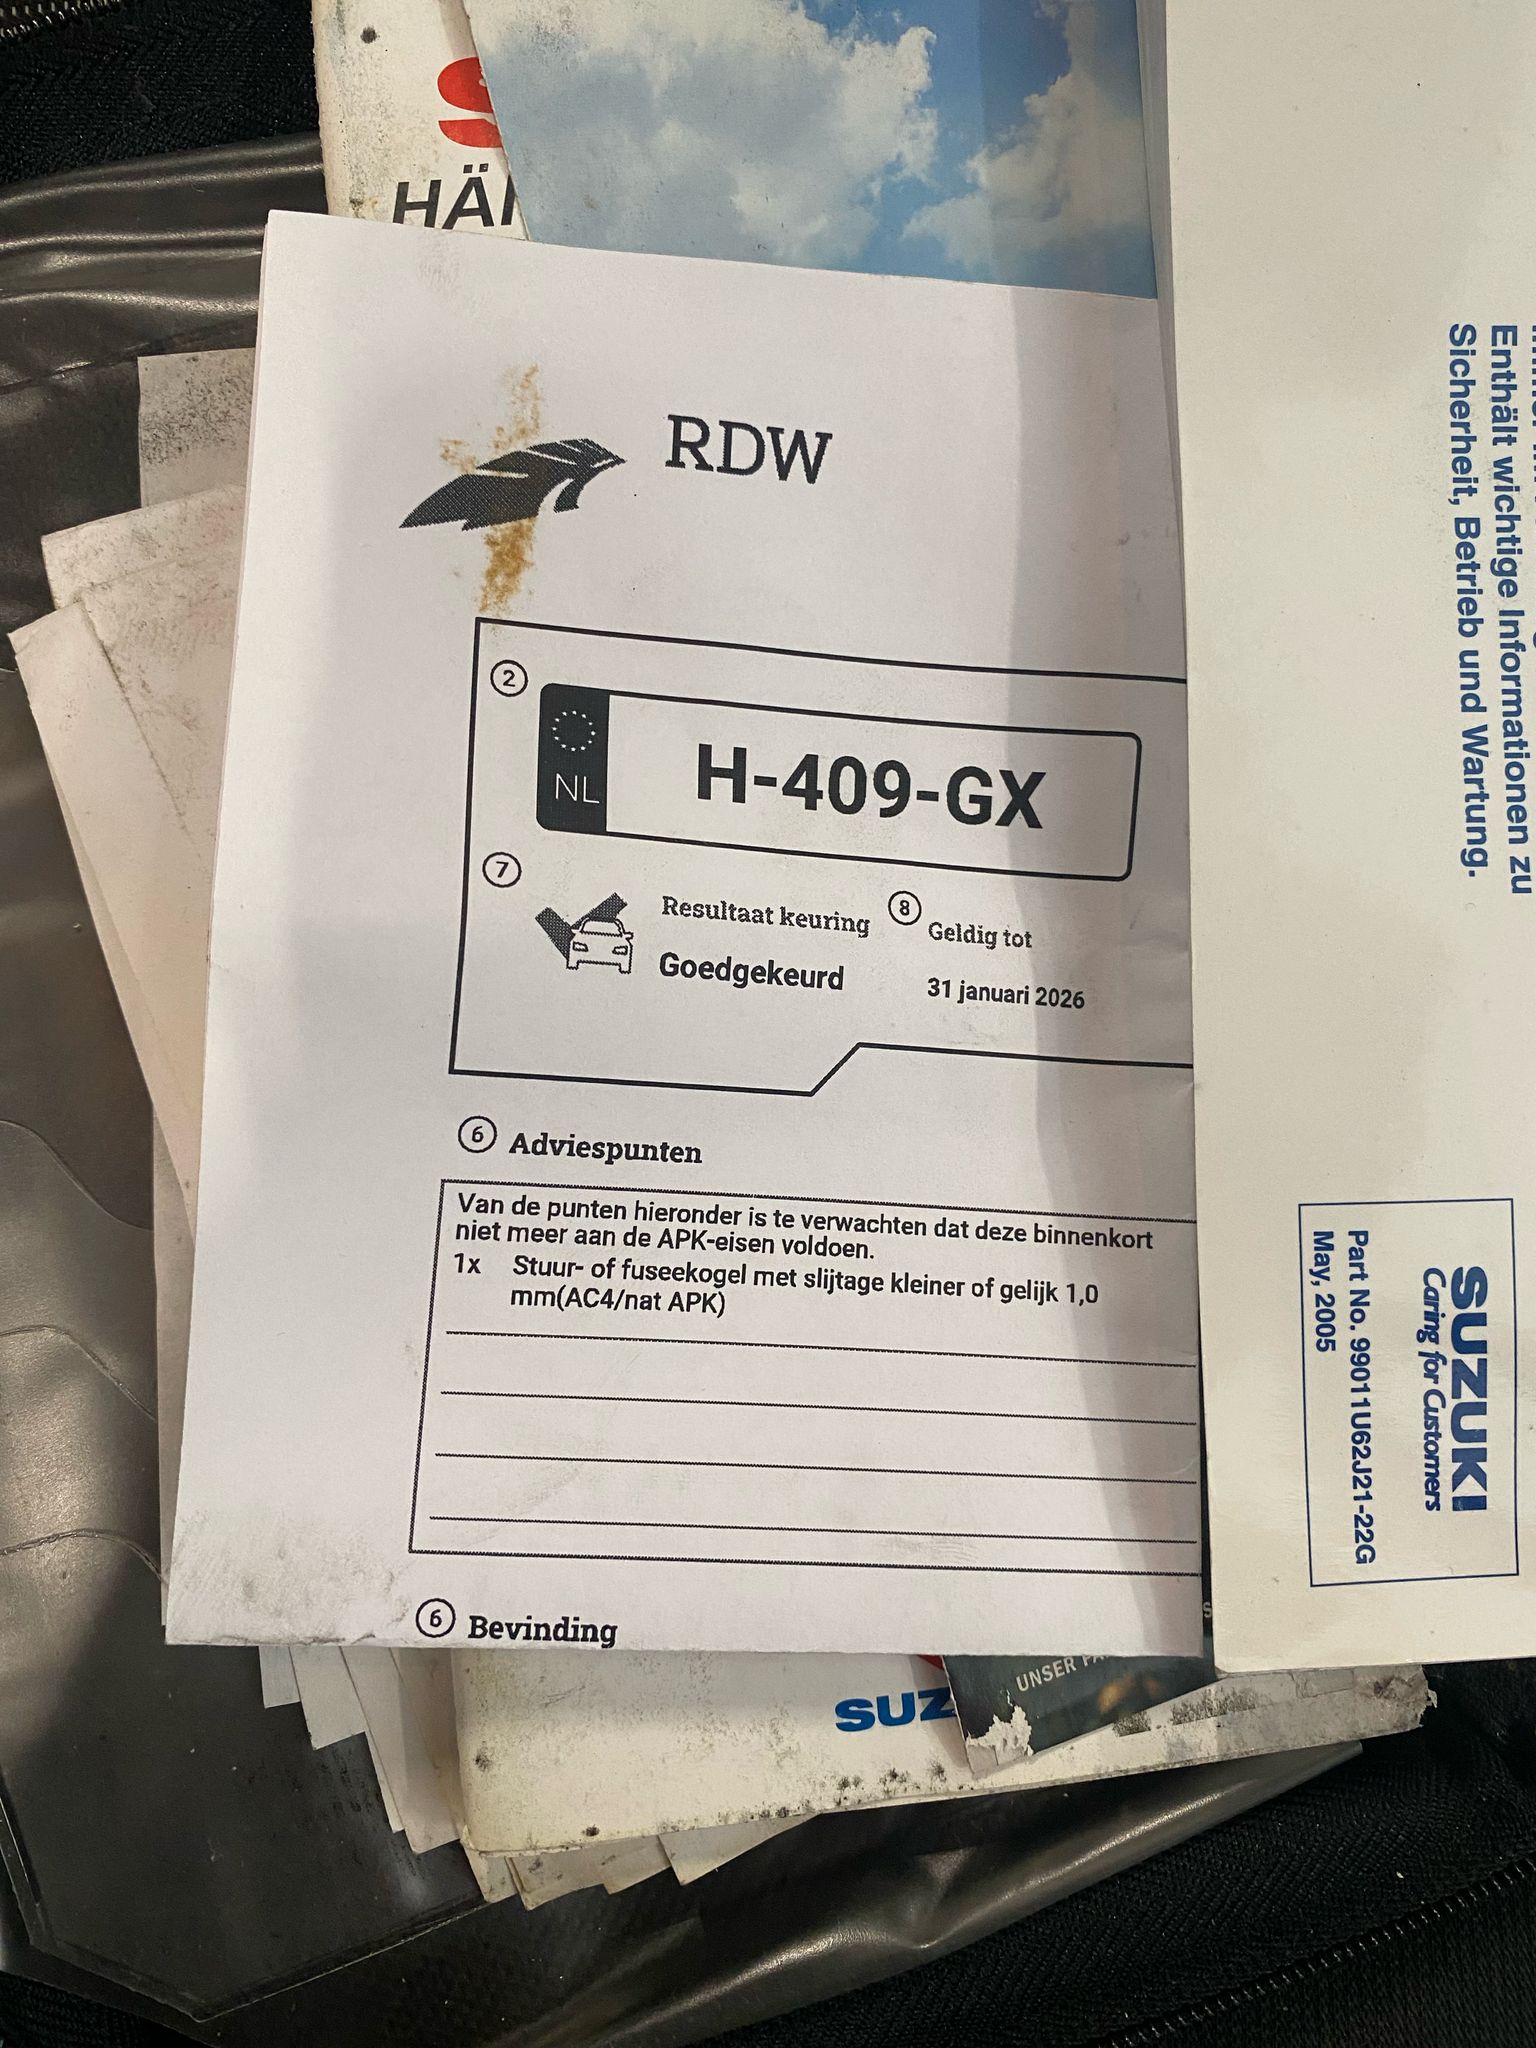 HÄ
RDW
2
NL
H-409-GX
7
Resultaat keuring
Goedgekeurd
8
Geldig tot
31 januari 2026
6 Adviespunten
Van de punten hieronder is te verwachten dat deze binnenkort
niet meer aan de APK-eisen voldoen.
1x Stuur- of fuseekogel met slijtage kleiner of gelijk 1,0
mm(AC4/nat APK)
6 Bevinding
SUZ
UNSER
Enthält wichtige Informationen zu
Sicherheit, Betrieb und Wartung.
SUZUKI
Caring for Customers
Part No. 99011U62J21-22G
May, 2005